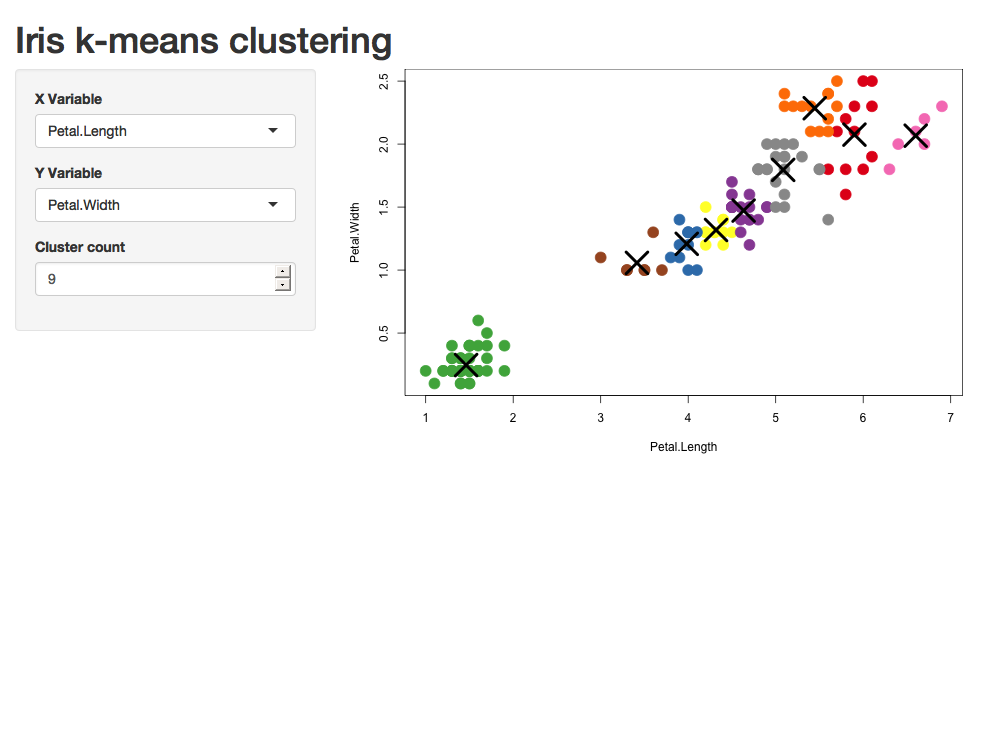 Iris k-means clustering
X Variable
Petal.Length
Y Variable
Petal.Width
Cluster count
9
2.5
2.0
1.5
1.0
0.5
Petal.Width
1 2 3 4 5 6 7
Petal.Length